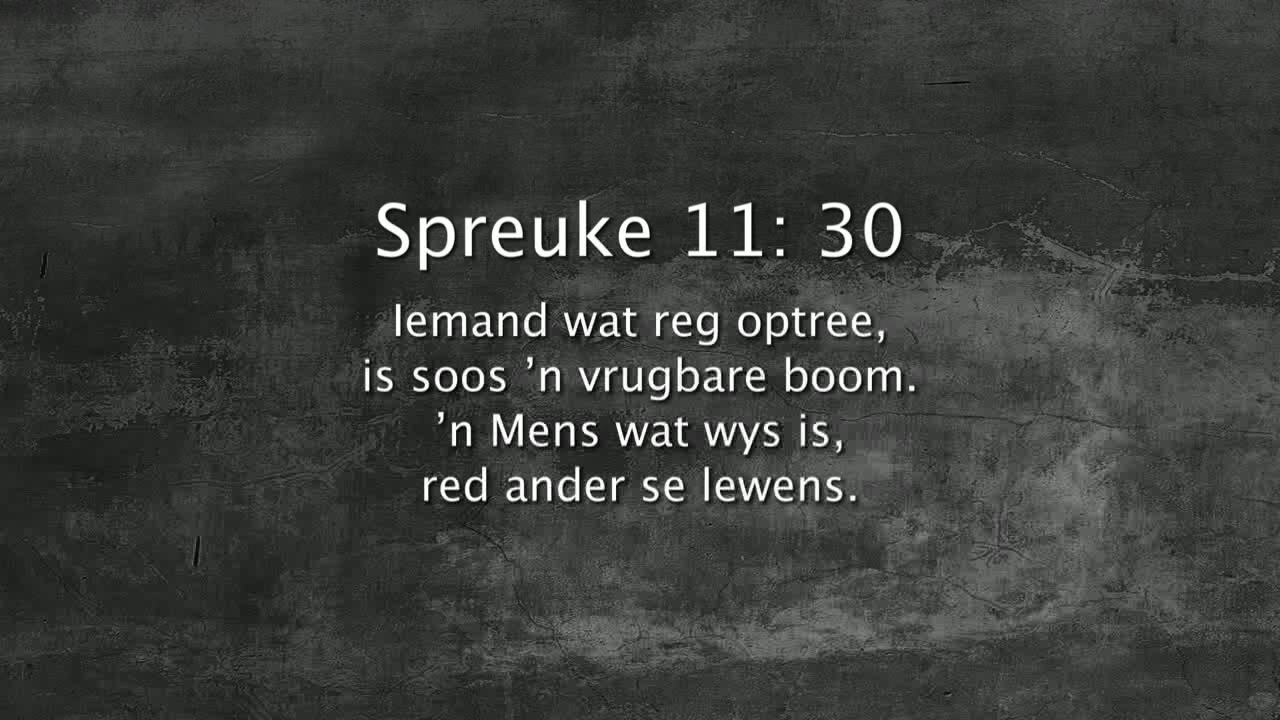 Spreuke 11: 30
Iemand wat reg optree,
is soos ’n vrugbare boom.
’n Mens wat wys is,
red ander se lewens.